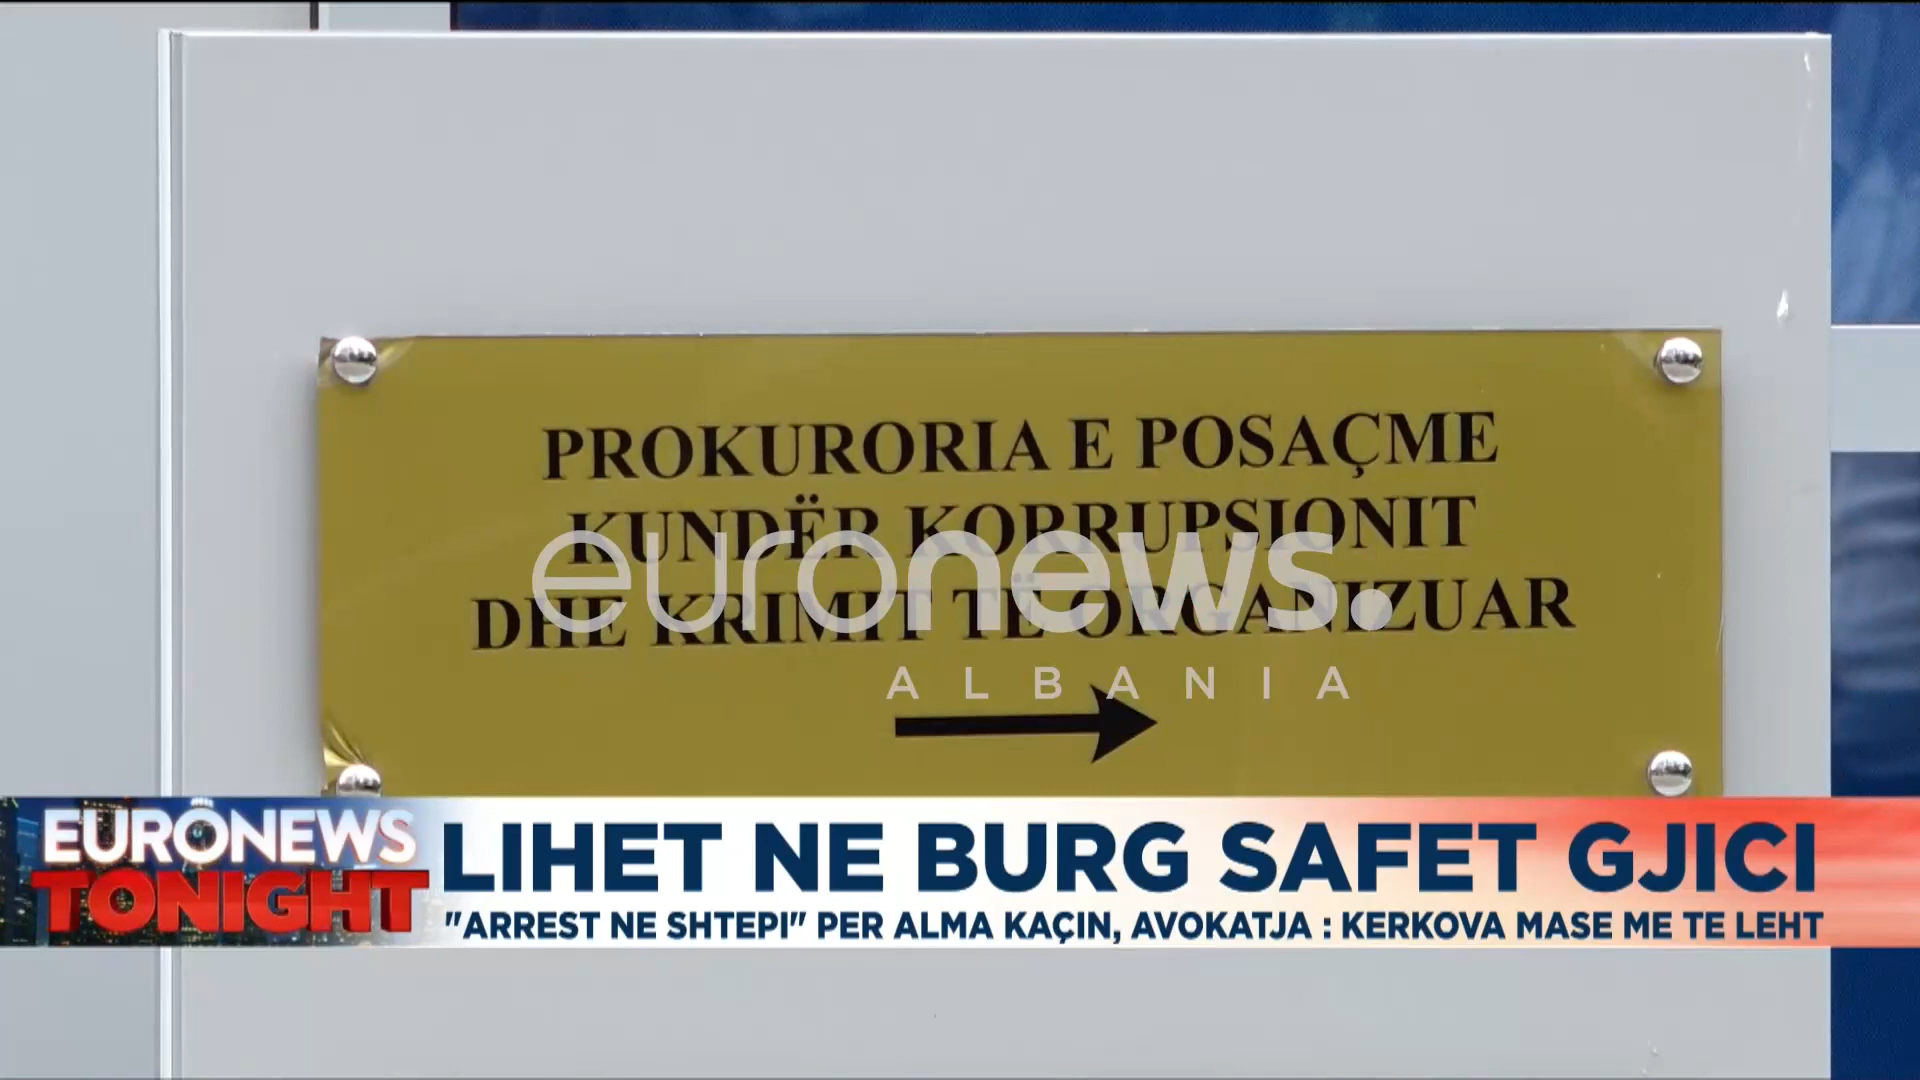 PROKURORIA E POSAÇME
KUNDËR KORRUPSIONIT
DHE KRIMIT TË ORGANIZUAR
euronews.
ALBANIA
EURONEWS
TONIGHT
LIHET NE BURG SAFET GJICI
"ARREST NE SHTEPI" PER ALMA KAÇIN, AVOKATJA : KERKOVA MASE ME TE LEHT